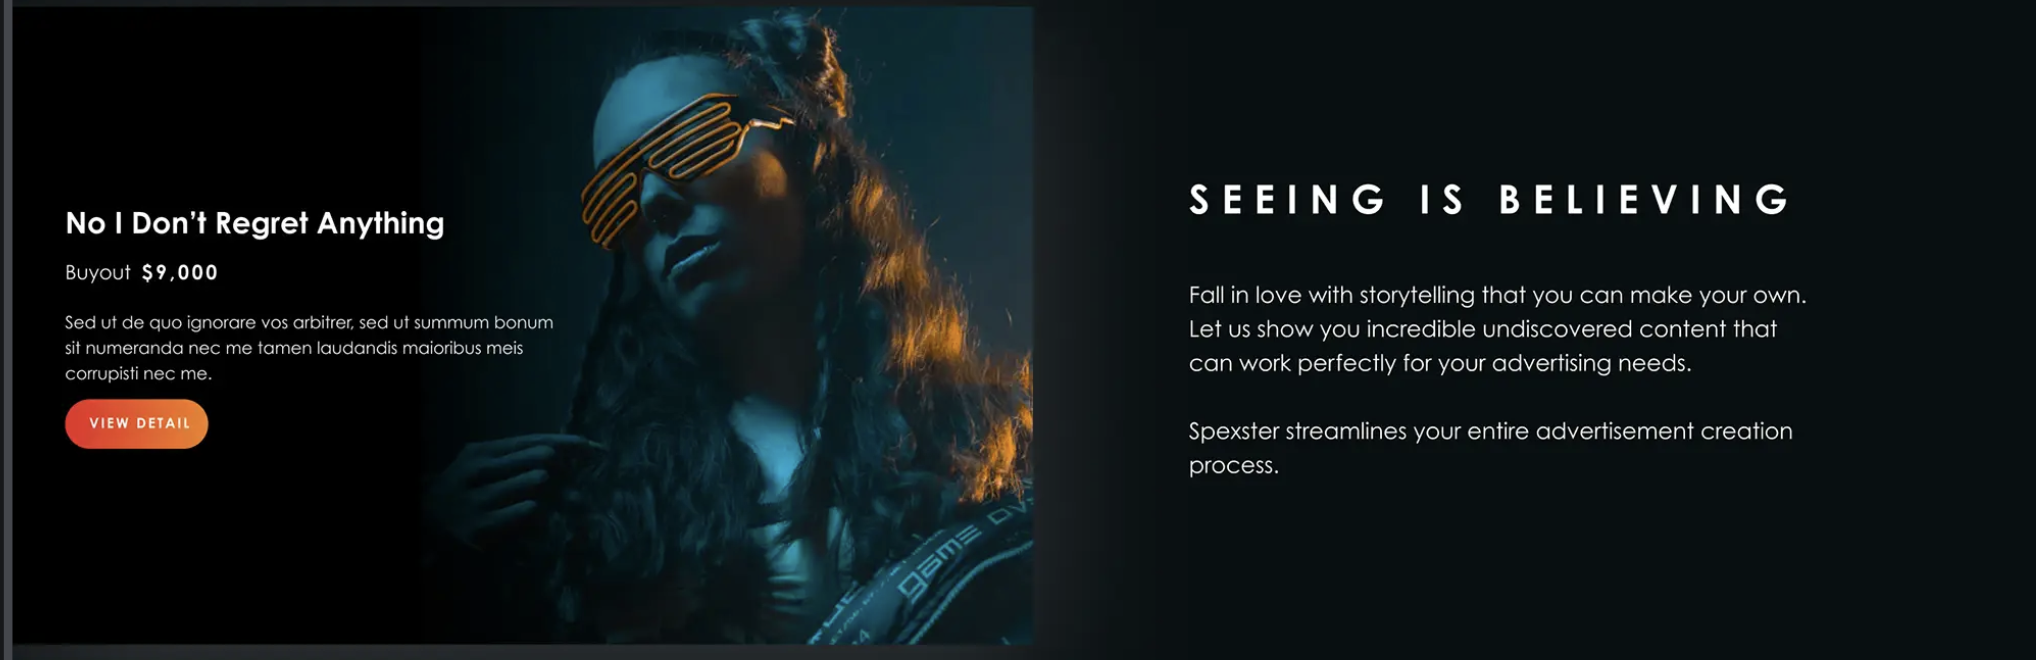 No I Don't Regret Anything
Buyout $9,000
Sed ut de quo ignorare vos arbitrer, sed ut summum bonum
sit numeranda nec me tamen laudandis maioribus meis
corrupisti nec me.
VIEW DETAIL
game DV
SEEING IS BELIEVING
Fall in love with storytelling that you can make your own.
Let us show you incredible undiscovered content that
can work perfectly for your advertising needs.
Spexster streamlines your entire advertisement creation
process.